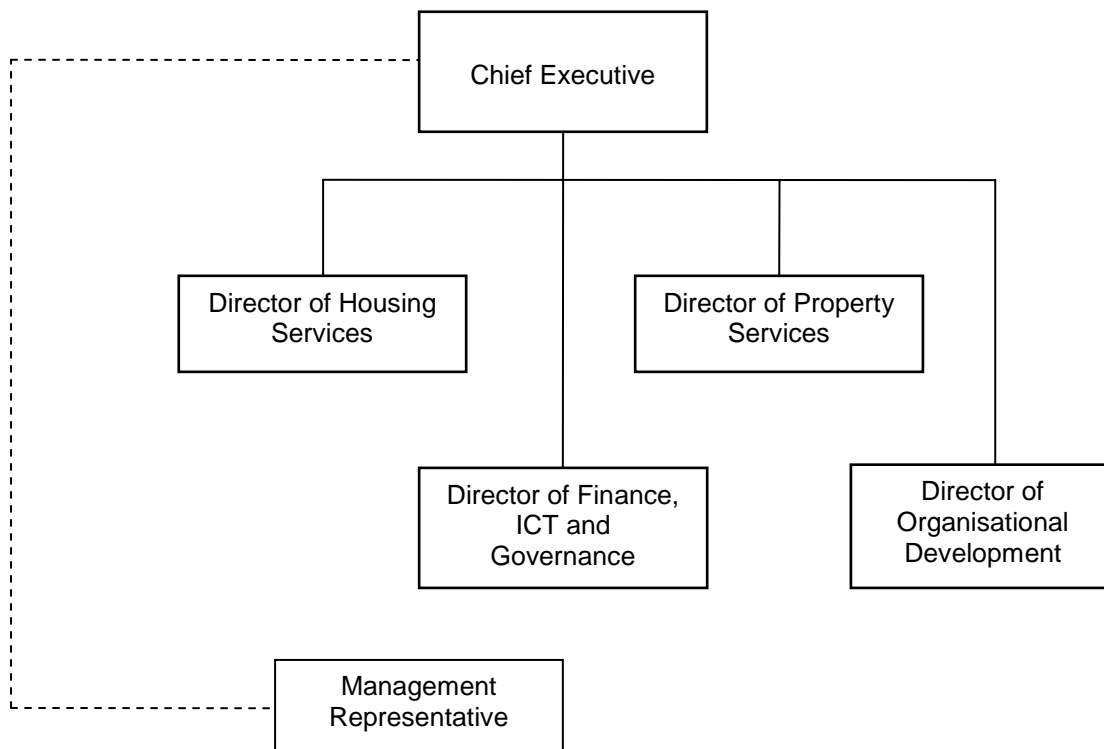 Chief Executive
Director of Housing
Services
Director of Property
Services
Director of Finance,
ICT and
Governance
Director of
Organisational
Development
Management
Representative